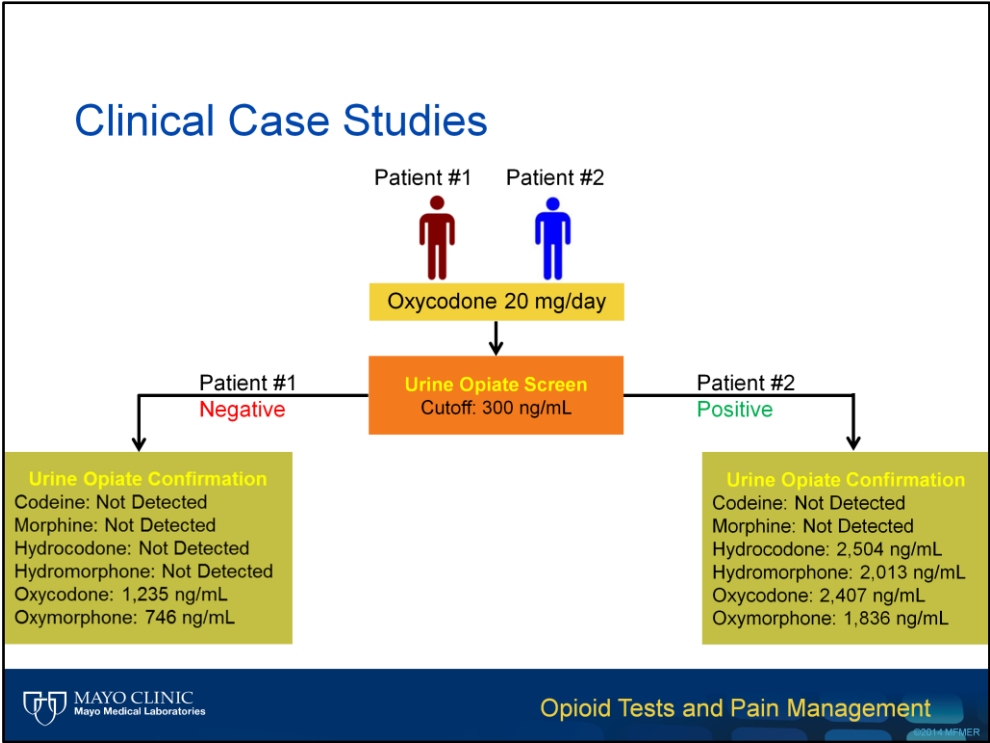 Clinical Case Studies
Patient #1 Patient #2
Oxycodone 20 mg/day
Urine Opiate Screen
Cutoff: 300 ng/mL
Patient #1
Negative
Patient #2
Positive
Urine Opiate Confirmation
Codeine: Not Detected
Morphine: Not Detected
Hydrocodone: Not Detected
Hydromorphone: Not Detected
Oxycodone: 1,235 ng/mL
Oxymorphone: 746 ng/mL
Urine Opiate Confirmation
Codeine: Not Detected
Morphine: Not Detected
Hydrocodone: 2,504 ng/mL
Hydromorphone: 2,013 ng/mL
Oxycodone: 2,407 ng/mL
Oxymorphone: 1,836 ng/mL
MAYO CLINIC
Mayo Medical Laboratories
Opioid Tests and Pain Management
©2014 MFMER